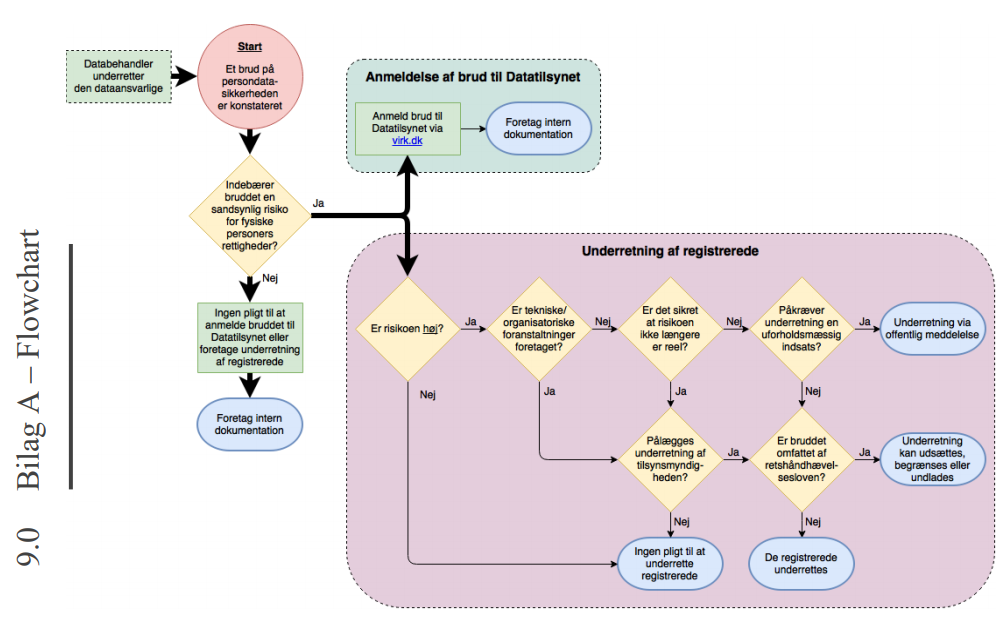 9.0 Bilag A – Flowchart
Databehandler
underretter
den dataansvarlige
Start
Et brud på
persondata-
sikkerheden
er konstateret
Anmeldelse af brud til Datatilsynet
Anmeld brud til
Datatilsynet via
virk.dk
Foretag intern
dokumentation
Indebærer
bruddet en
sandsynlig risiko
for fysiske
personers
rettigheder?
Ja
Nej
Ingen pligt til at
anmelde bruddet til
Datatilsynet eller
foretage underretning
af registrerede
Foretag intern
dokumentation
Underretning af registrerede
Er risikoen høj?
Ja
Nej
Er tekniske/
organisatoriske
foranstaltninger
foretaget?
Nej
Ja
Er det sikret
at risikoen
ikke længere
er reel?
Nej
Ja
Påkræver
underretning en
uforholdsmæssig
indsats?
Ja
Nej
Underretning via
offentlig meddelelse
Pålægges
underretning af
tilsynsmyndig-
heden?
Ja
Nej
Er bruddet
omfattet af
retshåndhævel-
sesloven?
Ja
Nej
Underretning
kan udsættes,
begrænses eller
undlades
Ingen pligt til at
underrette
registrerede
De registrerede
underrettes